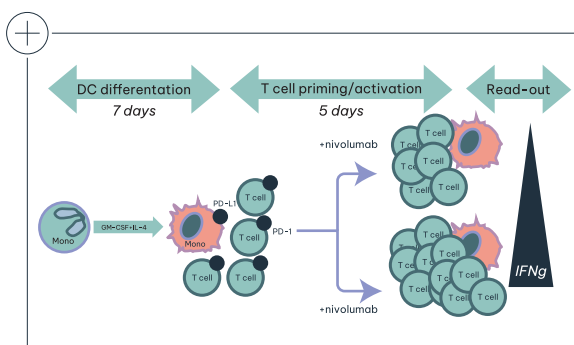 DC differentation
T cell priming/activation
Read-out
7 days
5 days
+nivolumab
T cell
T cell
T cell
T cell
T cell
T cell
PD-L1
T cell
Mono
GM-CSF+IL-4
Mono
T cell
PD-1
T cell
T cell
T cell
T cell
T cell
T cell
T cell
T cell
T cell
T cell
T cell
T cell
T cell
IFNg
+nivolumab